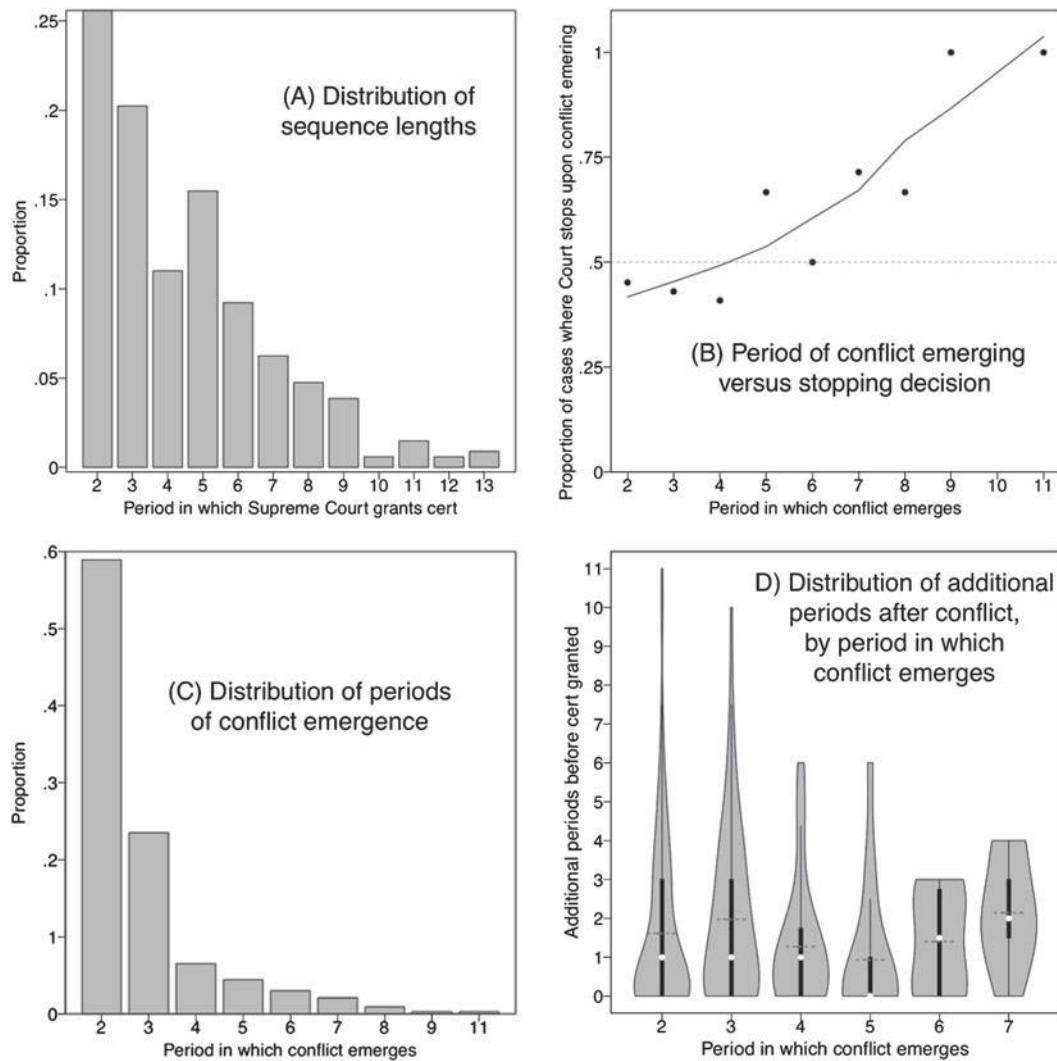 (A) Distribution of
sequence lengths
Proportion
.25
.2
.15
.1
.05
0
2 3 4 5 6 7 8 9 10 11 12 13
Period in which Supreme Court grants cert
(B) Period of conflict emerging
versus stopping decision
Proportion of cases where Court stops upon conflict emering
1
.75
.5
.25
0
2 3 4 5 6 7 8 9 10 11
Period in which conflict emerges
(C) Distribution of periods
of conflict emergence
Proportion
.6
.5
.4
.3
.2
.1
0
2 3 4 5 6 7 8 9 11
Period in which conflict emerges
D) Distribution of additional
periods after conflict,
by period in which
conflict emerges
Additional periods before cert granted
11
10
9
8
7
6
5
4
3
2
1
0
2 3 4 5 6 7
Period in which conflict emerges